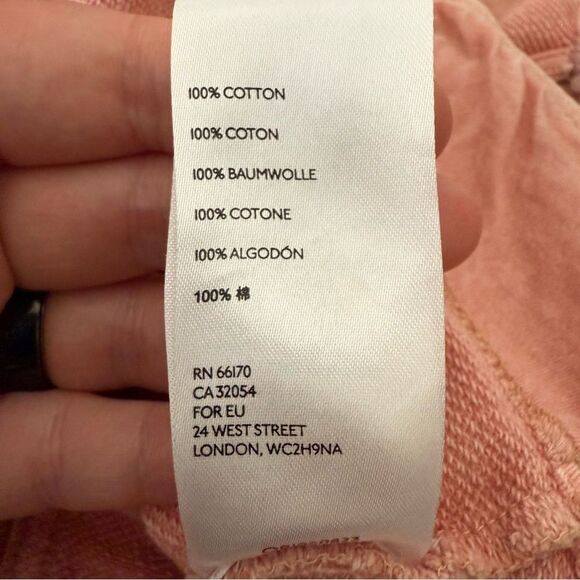 100% COTTON
100% COTON
100% BAUMWOLLE
100% COTONE
100% ALGODÓN
100% 棉
RN 66170
CA 32054
FOR EU
24 WEST STREET
LONDON, WC2H9NA